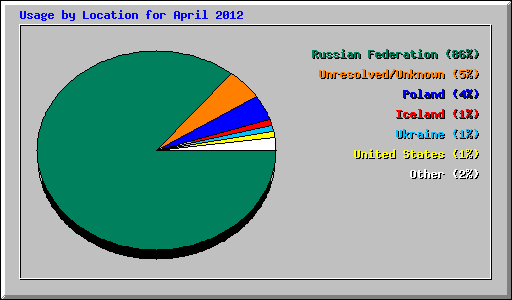 Usage by Location for April 2012
Russian Federation (86%)
Unresolved/Unknown (5%)
Poland (4%)
Iceland (1%)
Ukraine (1%)
United States (1%)
Other (2%)